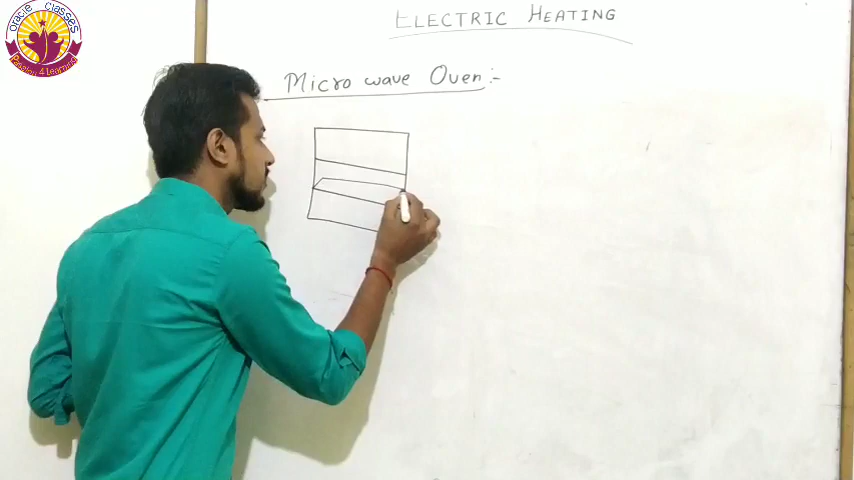 oracle classes
Passion 4 Learning
ELECTRIC HEATING
Micro wave Oven :-